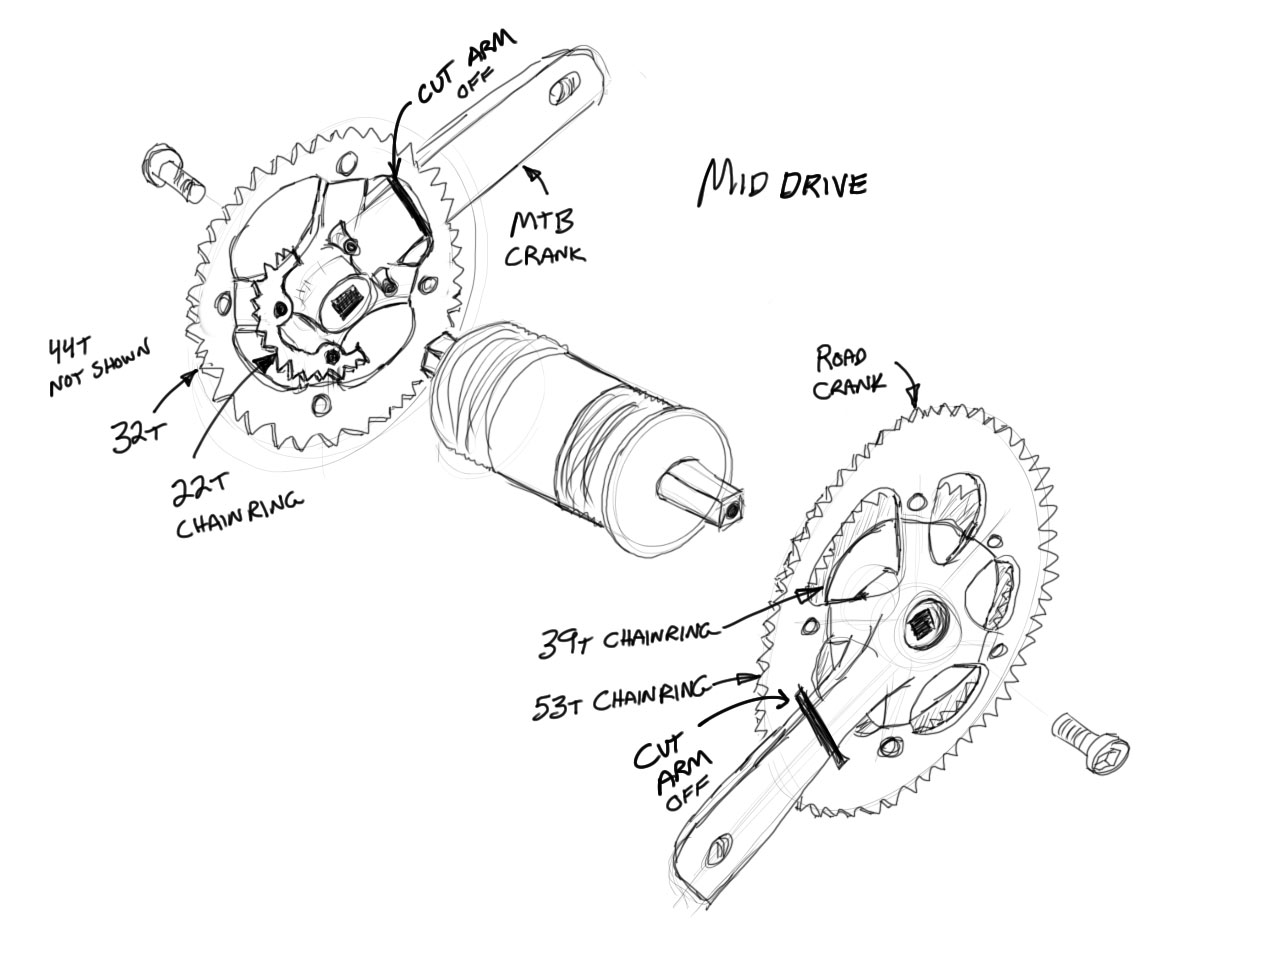 CUT ARM
OFF
MID DRIVE
MTB
CRANK
44T
NOT SHOWN
32T
22T
CHAINRING
ROAD
CRANK
39T CHAINRING
53T CHAINRING
CUT
ARM
OFF